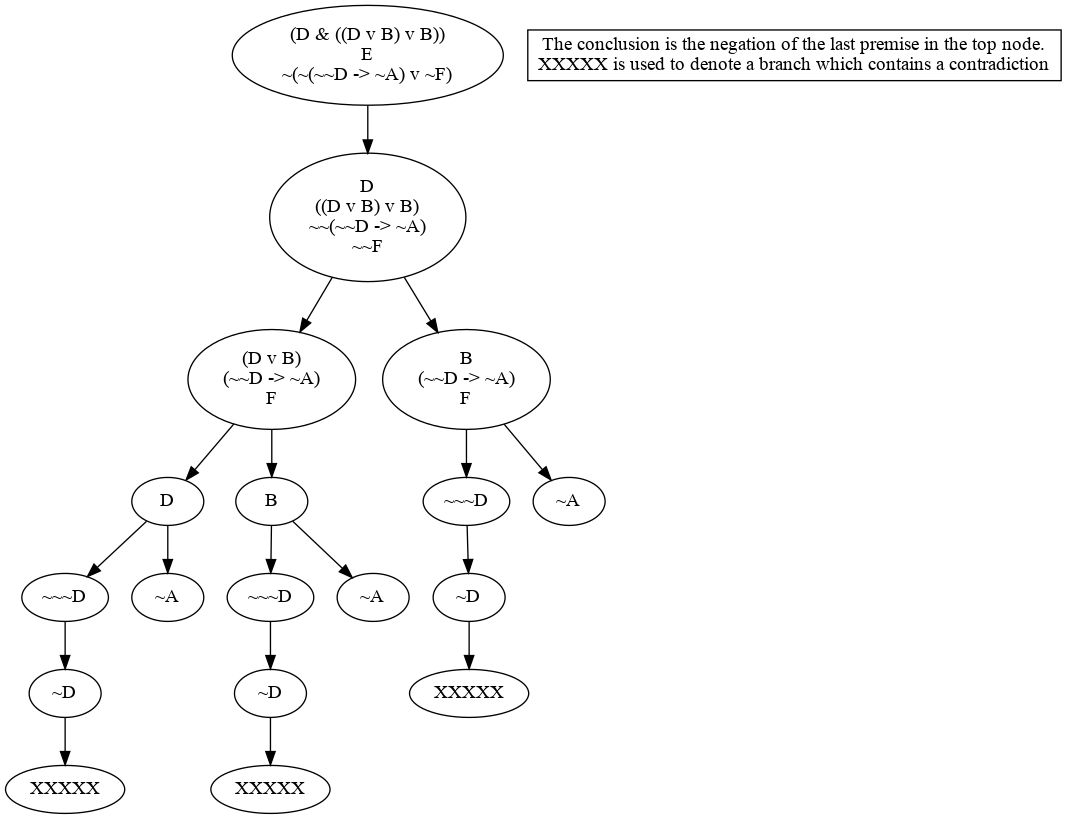 (D & ((D v B) v B))
E
~(~(~~D -> ~A) v ~F)
The conclusion is the negation of the last premise in the top node.
XXXXX is used to denote a branch which contains a contradiction
D
((D v B) v B)
~~(~~D -> ~A)
~~F
(D v B)
(~~D -> ~A)
F
B
(~~D -> ~A)
F
D
B
~~~D
~A
~~~D
~A
~~~D
~A
~D
~D
~D
XXXXX
XXXXX
XXXXX